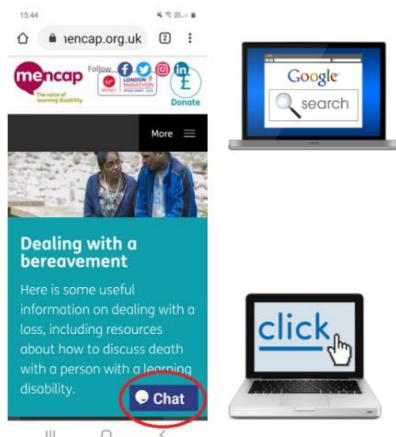 15:44
mencap.org.uk
2
mencap
The voice of
learning disability
Follow
MONEY
LONDON
MARATHON
Donate
More
Dealing with a
bereavement
Here is some useful
information on dealing with a
loss, including resources
about how to discuss death
with a person with a learning
disability.
Chat
Google
search
click